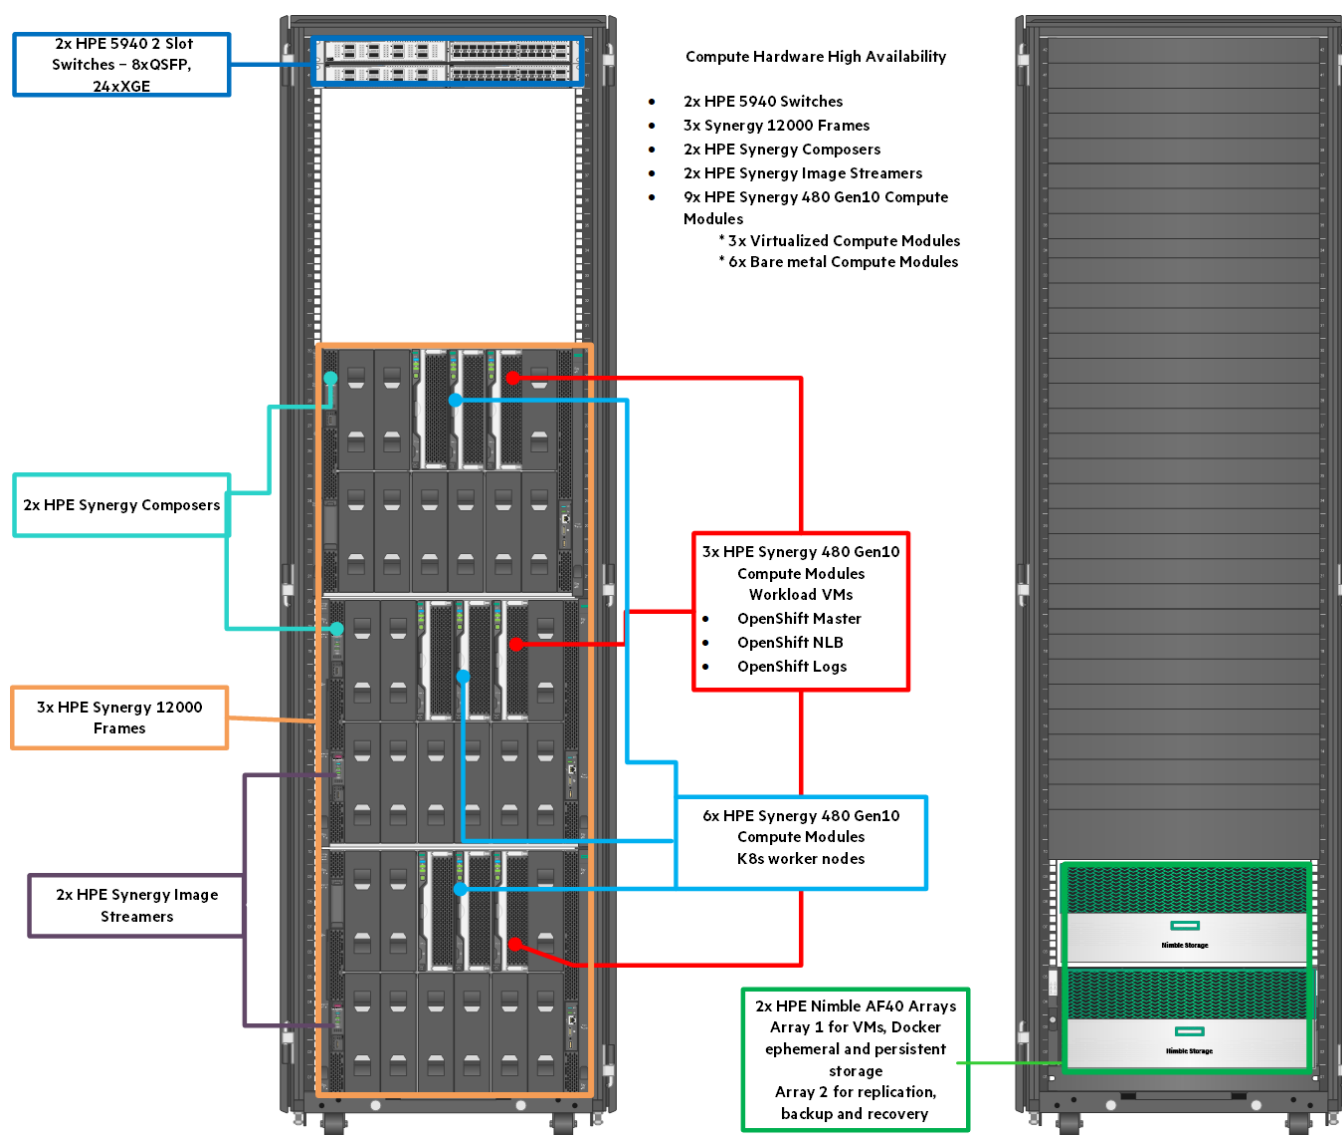 2x HPE 5940 2 Slot
Switches – 8xQSFP,
24xXGE
Compute Hardware High Availability
• 2x HPE 5940 Switches
• 3x Synergy 12000 Frames
• 2x HPE Synergy Composers
• 2x HPE Synergy Image Streamers
• 9x HPE Synergy 480 Gen10 Compute
Modules
* 3x Virtualized Compute Modules
* 6x Bare metal Compute Modules
2x HPE Synergy Composers
3x HPE Synergy 480 Gen10
Compute Modules
Workload VMs
• OpenShift Master
• OpenShift NLB
• OpenShift Logs
3x HPE Synergy 12000
Frames
6x HPE Synergy 480 Gen10
Compute Modules
K8s worker nodes
2x HPE Synergy Image
Streamers
Nimble Storage
Nimble Storage
2x HPE Nimble AF40 Arrays
Array 1 for VMs, Docker
ephemeral and persistent
storage
Array 2 for replication,
backup and recovery